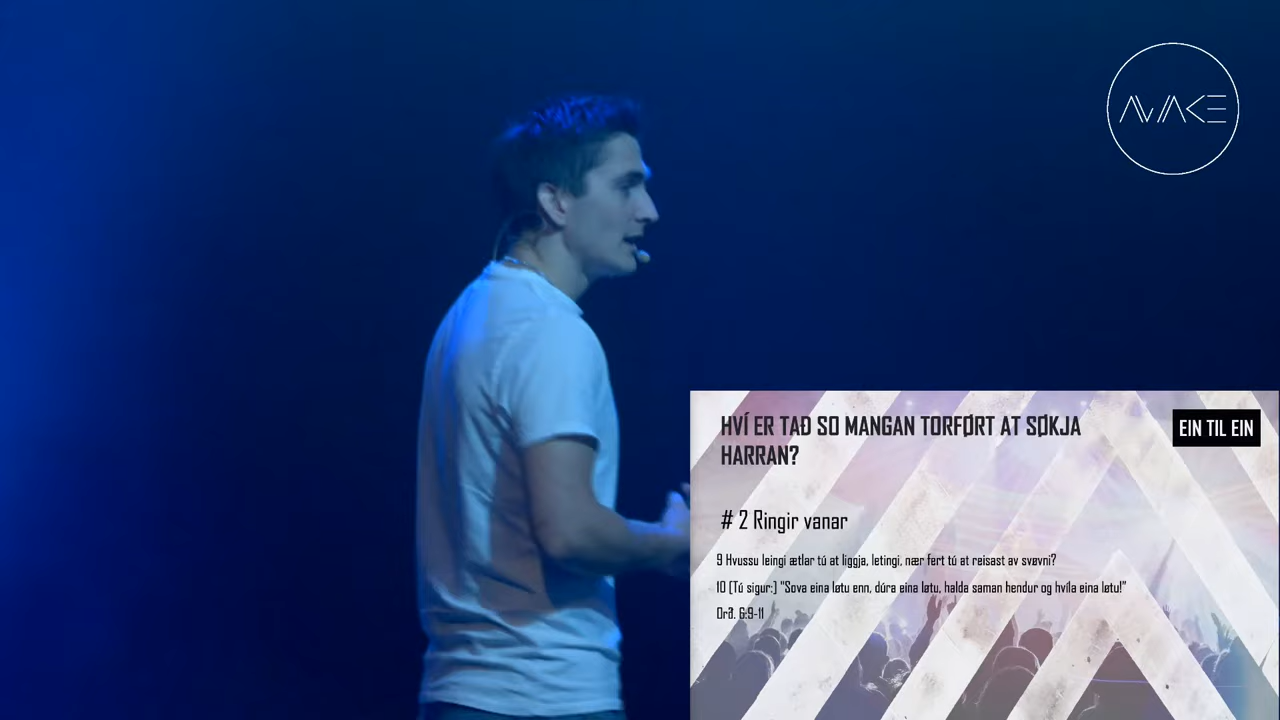 AWAKE
HVÍ ER TAÐ SO MANGAN TORFØRT AT SØKJA
HARRAN?
EIN TIL EIN
# 2 Ringir vanar
9 Hvussu leingi ætlar tú at liggja, letingi, nær fert tú at reisast av svøvni?
10 [Tú sigur:] "Sova eina løtu enn, dúra eina løtu, halda saman hendur og hvíla eina løtu!"
Orð. 6:9-11